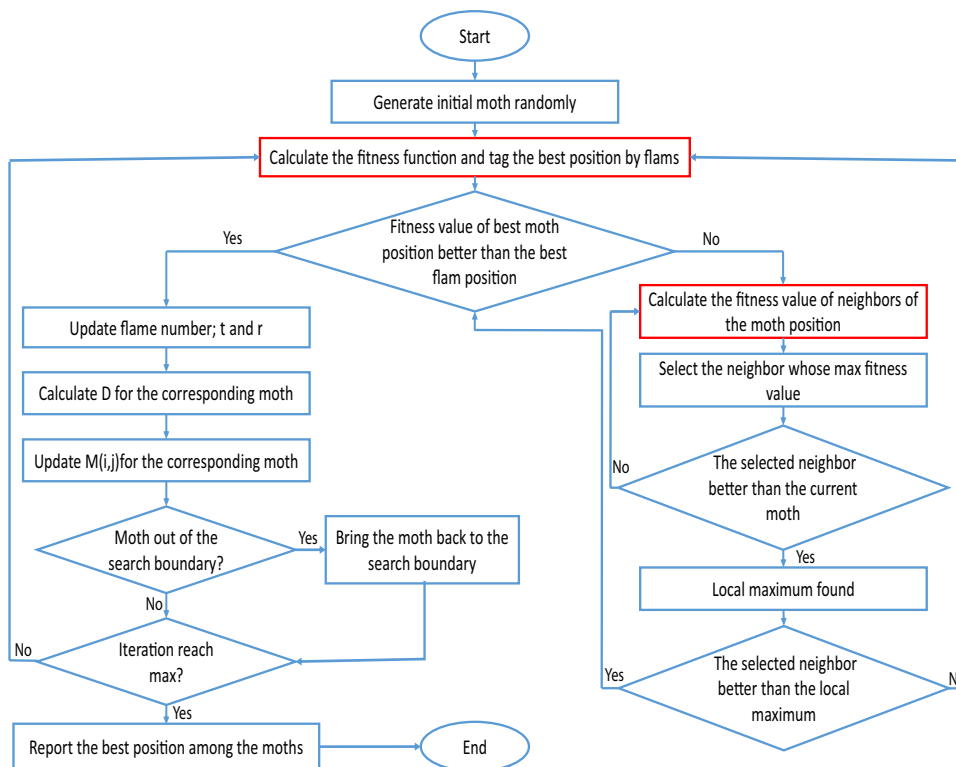 Start
Generate initial moth randomly
Calculate the fitness function and tag the best position by flams
Fitness value of best moth
position better than the best
flam position
Yes
No
Update flame number; t and r
Calculate D for the corresponding moth
Update M(i,j)for the corresponding moth
Moth out of the
search boundary?
Yes
Bring the moth back to the
search boundary
No
Iteration reach
max?
No
Yes
Report the best position among the moths
End
Calculate the fitness value of neighbors of
the moth position
Select the neighbor whose max fitness
value
The selected neighbor
better than the current
moth
No
Yes
Local maximum found
The selected neighbor
better than the local
maximum
Yes
N